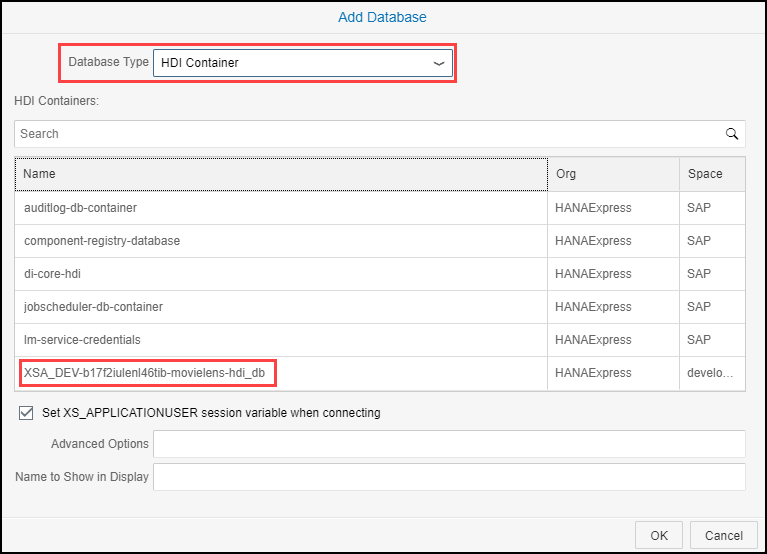 Add Database
Database Type HDI Container
HDI Containers:
Search
Name Org Space
auditlog-db-container HANAExpress SAP
component-registry-database HANAExpress SAP
di-core-hdi HANAExpress SAP
jobscheduler-db-container HANAExpress SAP
lm-service-credentials HANAExpress SAP
XSA_DEV-b17f2iulenl46tib-movielens-hdi_db HANAExpress develo...
Set XS_APPLICATIONUSER session variable when connecting
Advanced Options
Name to Show in Display
OK Cancel